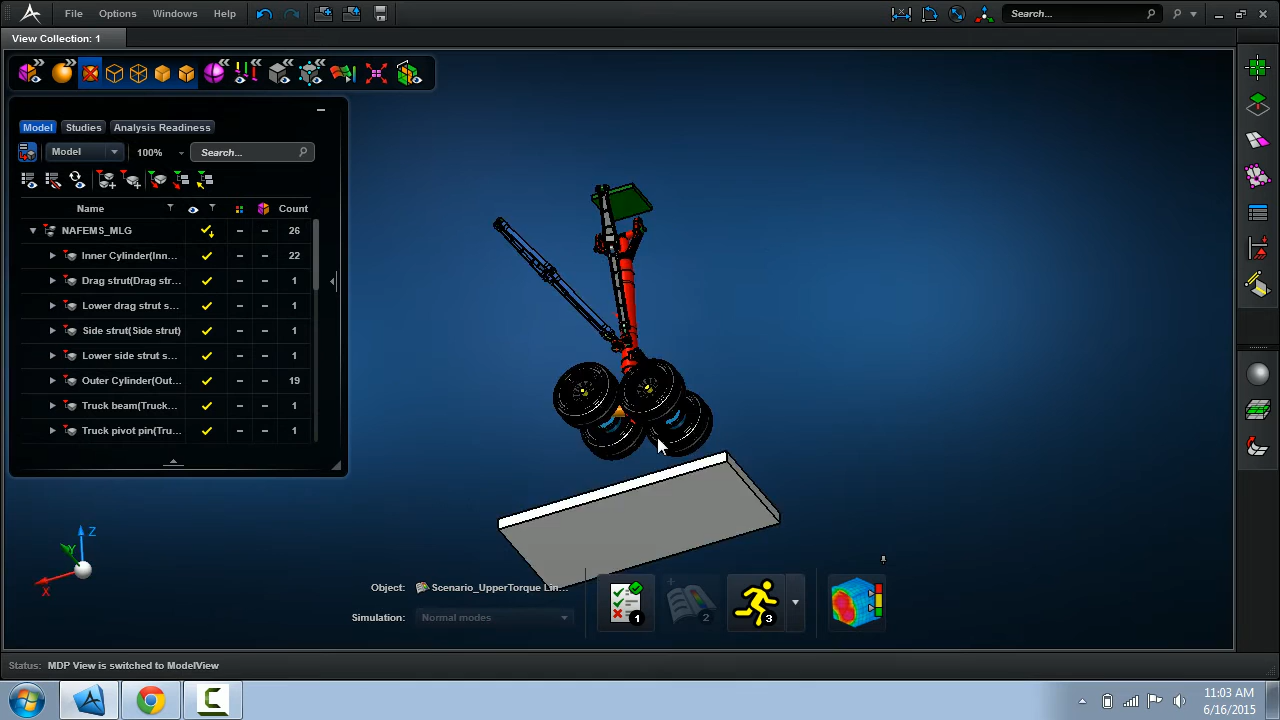 File Options Windows Help Search...
View Collection: 1
Model Studies Analysis Readiness
Model 100% Search...
Name Count
NAFEMS_MLG 26
Inner Cylinder(Inn... 22
Drag strut(Drag str... 1
Lower drag strut s... 1
Side strut(Side strut) 1
Lower side strut s... 1
Outer Cylinder(Out... 19
Truck beam(Truck... 1
Truck pivot pin(Tru... 1
Z
Y
X
Object: Scenario_UpperTorque Lin...
1 2 3
Simulation: Normal modes
Status: MDP View is switched to ModelView
11:03 AM
6/16/2015